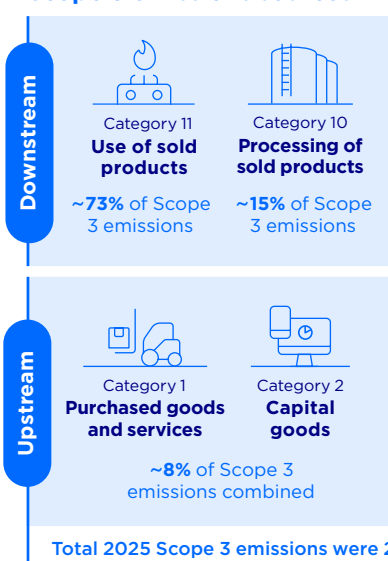 Downstream
Category 11
Use of sold
products
~73% of Scope
3 emissions
Category 10
Processing of
sold products
~15% of Scope
3 emissions
Upstream
Category 1
Purchased goods
and services
Category 2
Capital
goods
~8% of Scope 3
emissions combined
Total 2025 Scope 3 emissions were